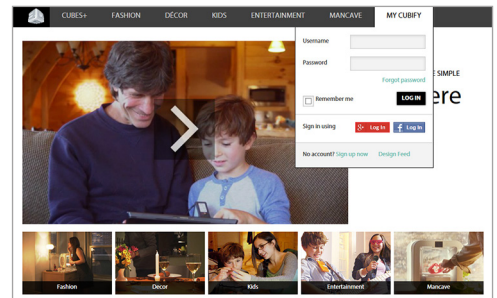 CUBES+ FASHION DÉCOR KIDS ENTERTAINMENT MANCAVE MY CUBIFY
Username
Password
Forgot password
Remember me LOG IN
Sign in using Log In Log In
No account? Sign up now Design Feed
SIMPLE
ere
Fashion Decor Kids Entertainment Mancave